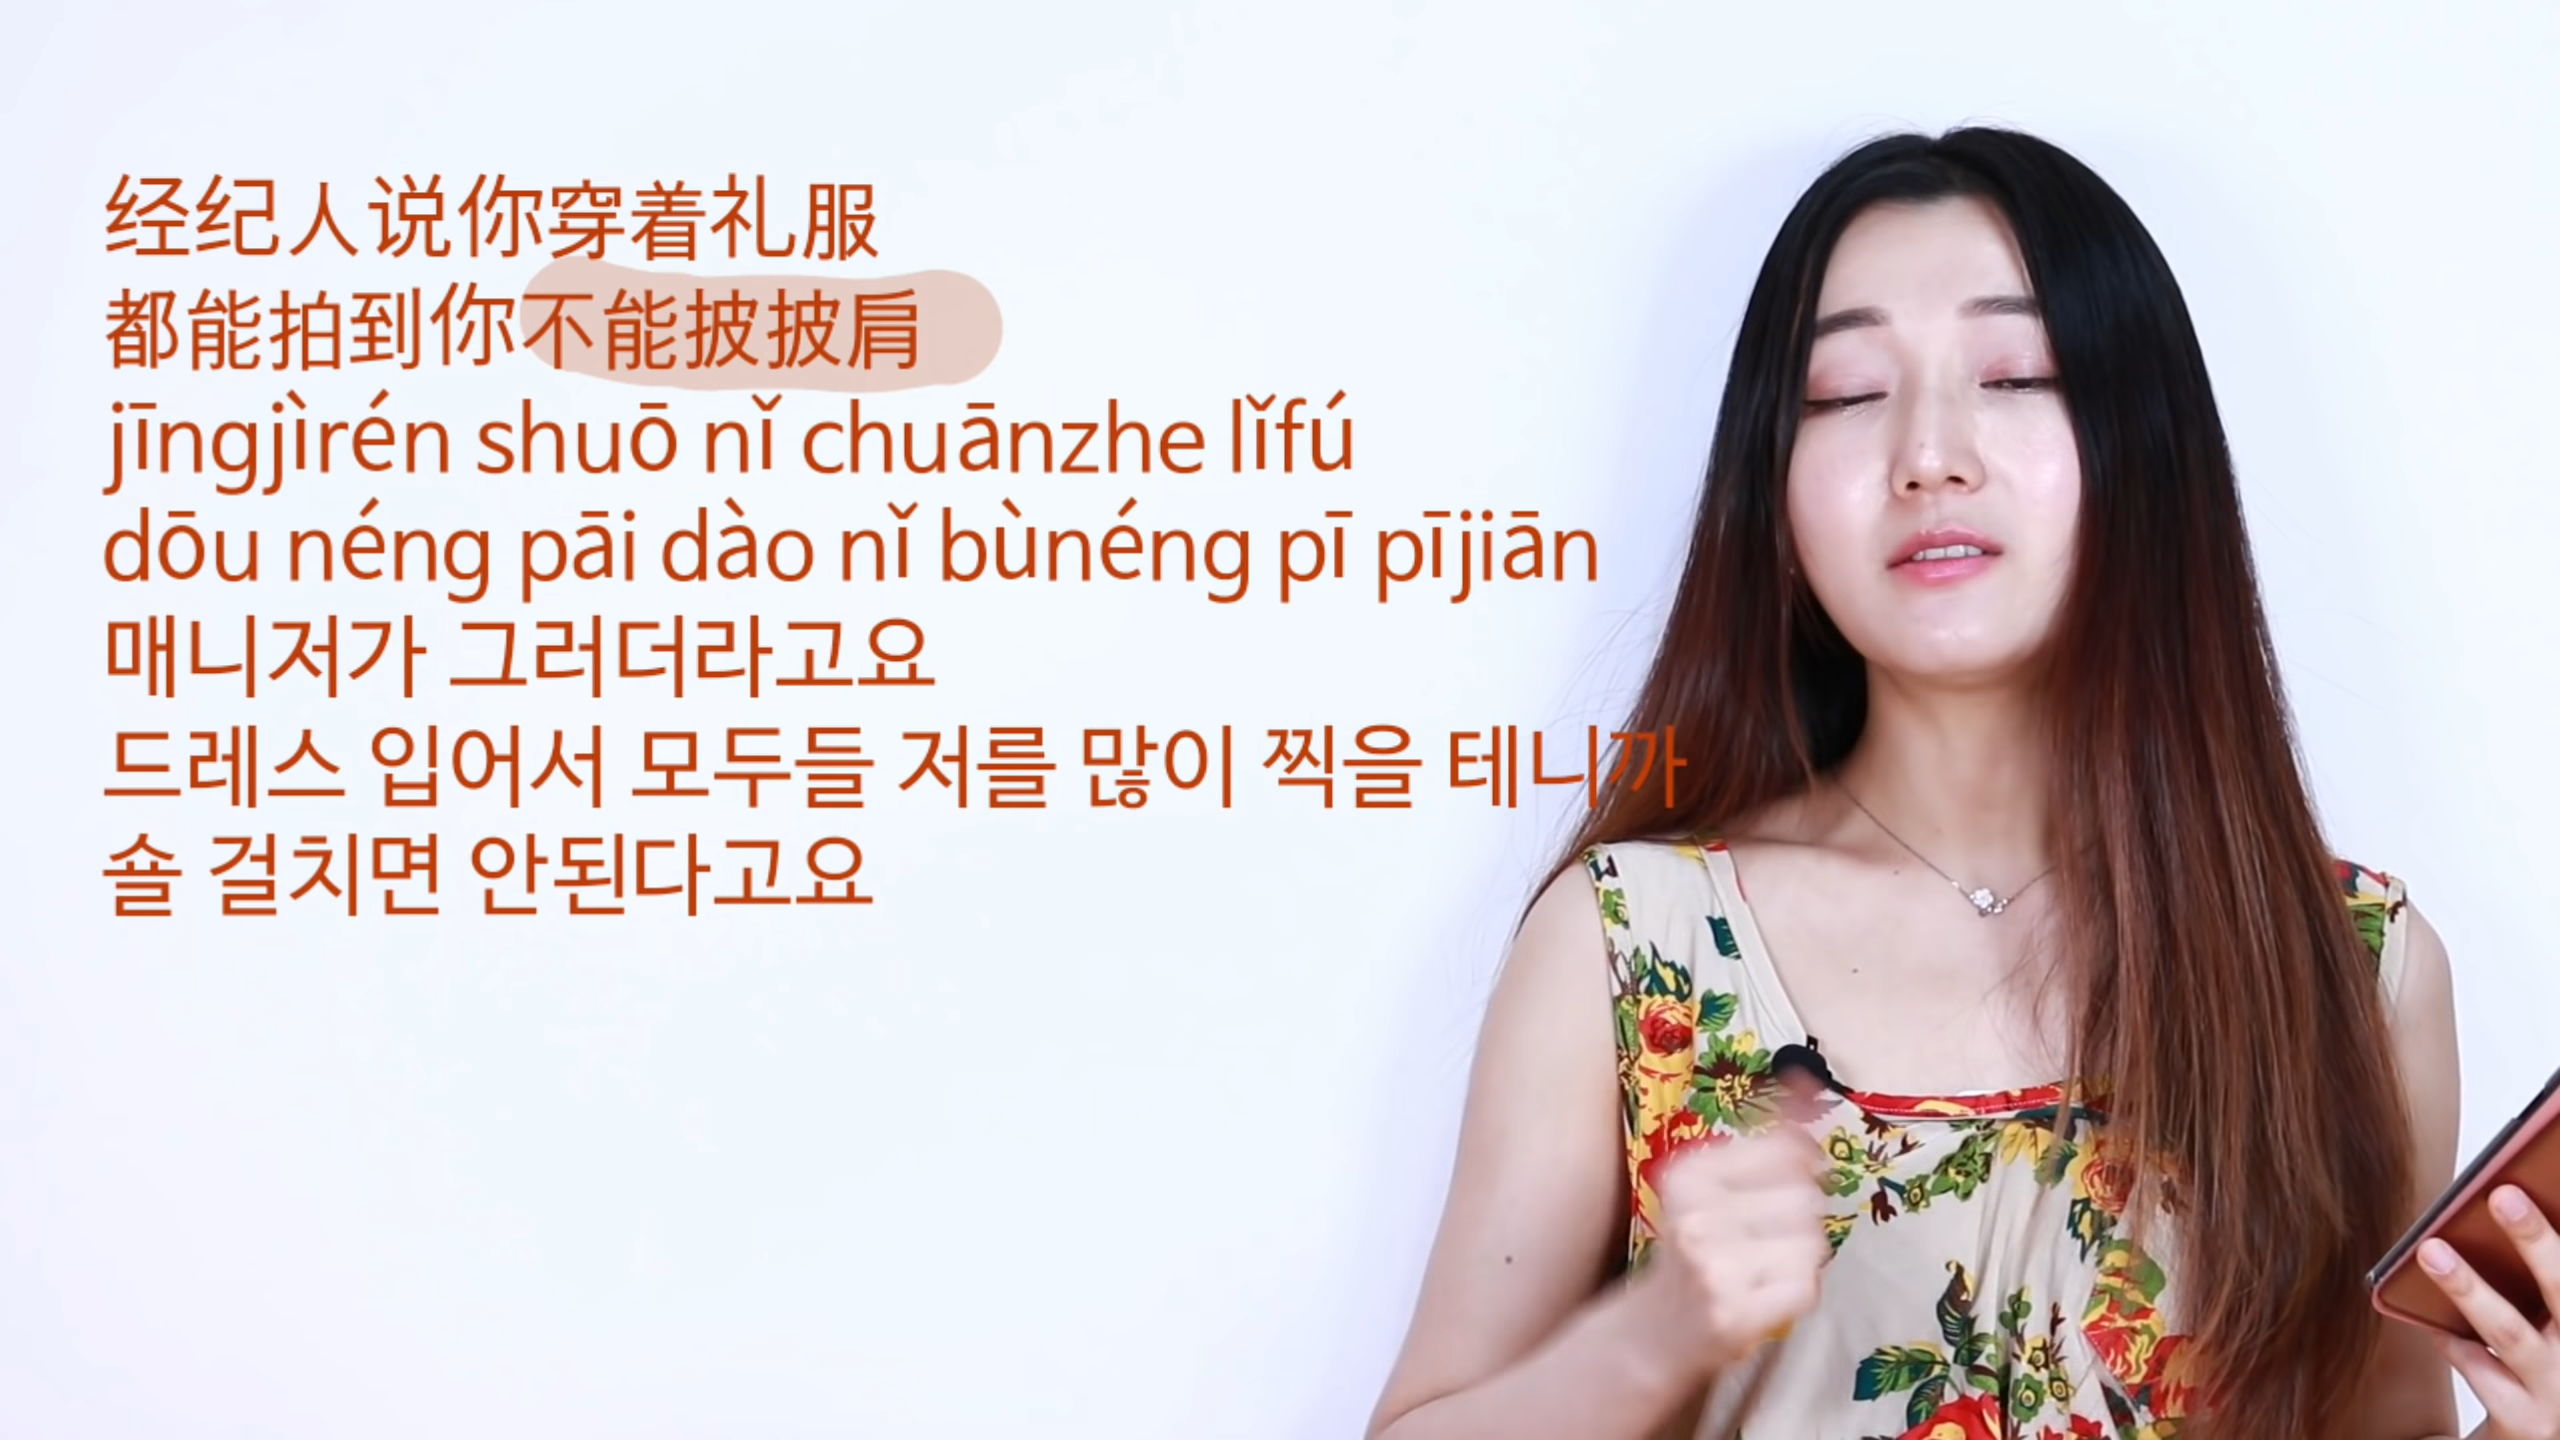 经纪人说你穿着礼服
都能拍到你不能披披肩
jīngjìrén shuō nǐ chuānzhe lǐfú
dōu néng pāi dào nǐ bùnéng pī pījiān
매니저가 그러더라고요
드레스 입어서 모두들 저를 많이 찍을 테니까
숄 걸치면 안된다고요